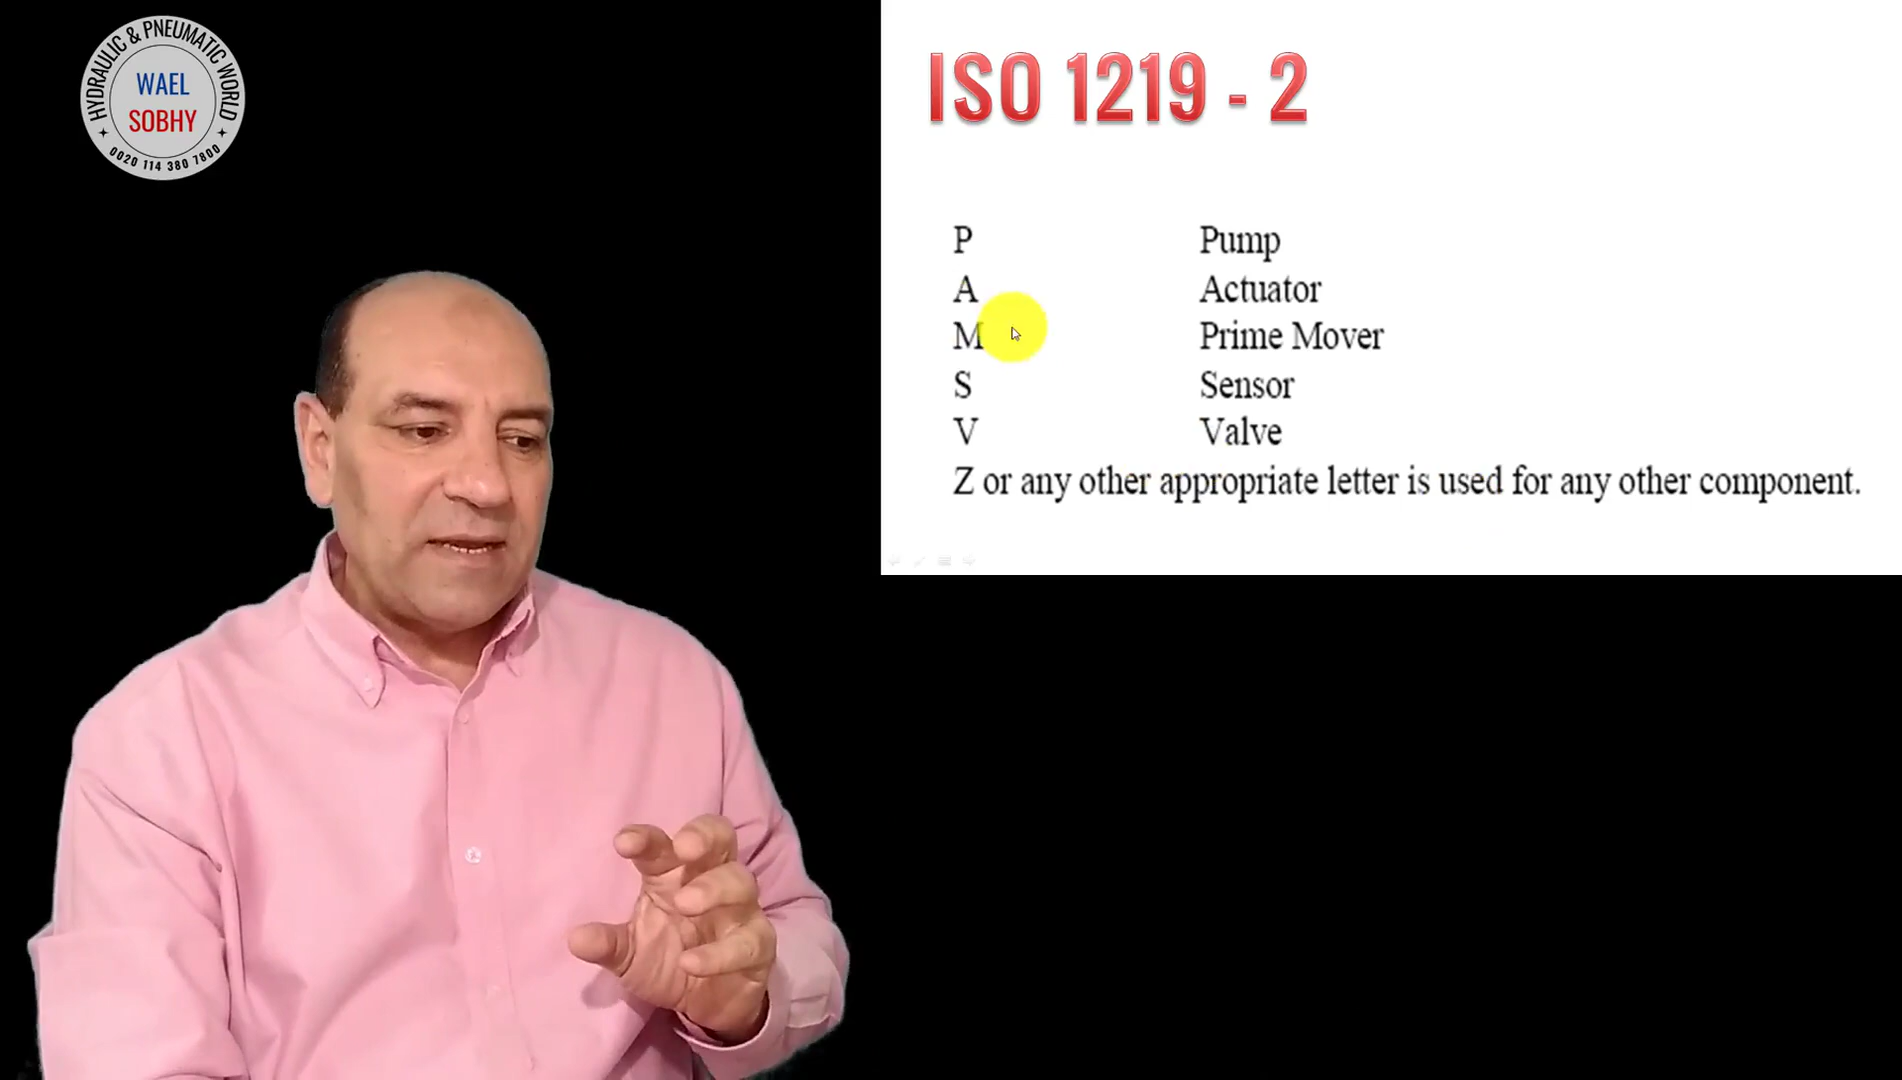 HYDRAULIC & PNEUMATIC WORLD
WAEL
SOBHY
0020 114 380 7800
ISO 1219 - 2
P Pump
A Actuator
M Prime Mover
S Sensor
V Valve
Z or any other appropriate letter is used for any other component.